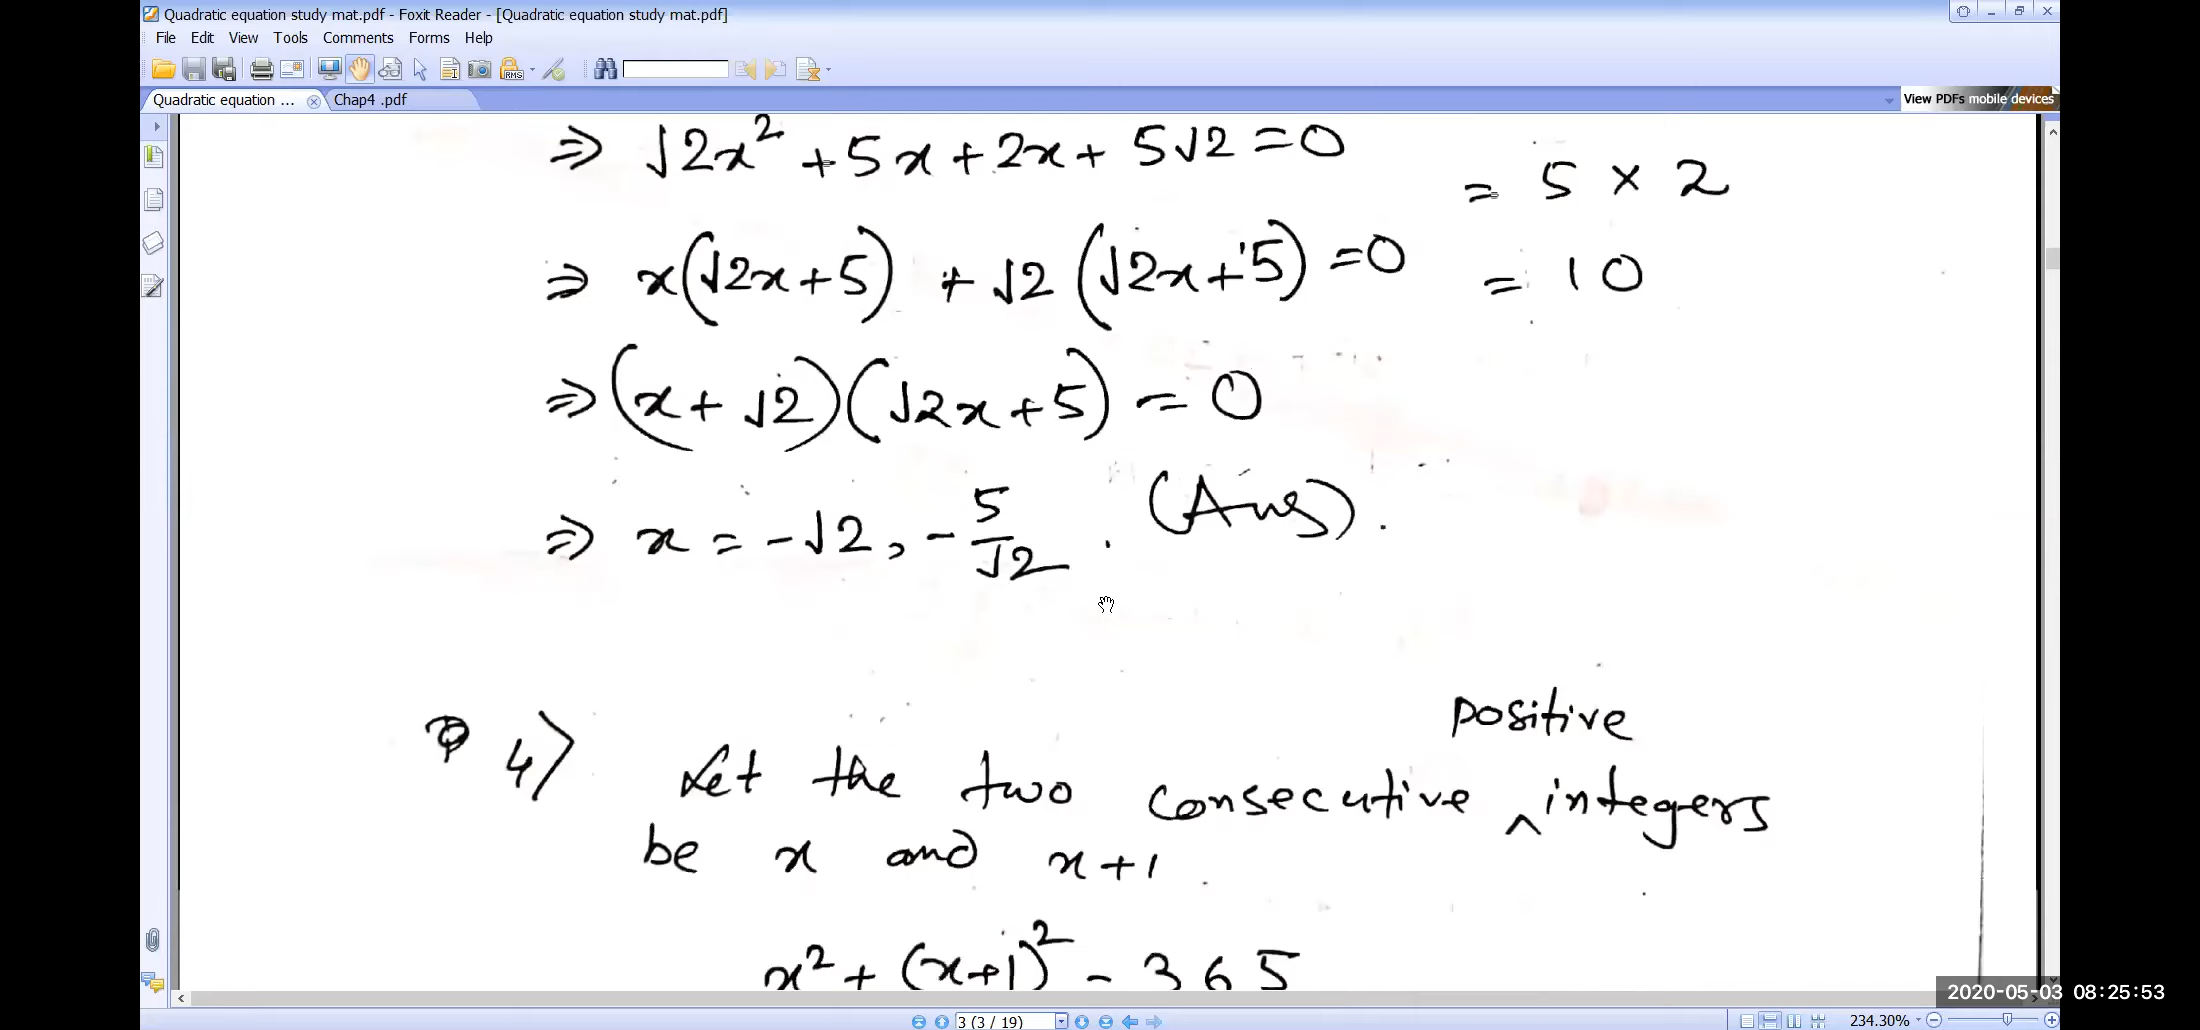 Quadratic equation study mat.pdf - Foxit Reader - [Quadratic equation study mat.pdf]
File Edit View Tools Comments Forms Help
RMS
Quadratic equation ... Chap4 .pdf View PDFs mobile devices
⇒ √2x² + 5x + 2x + 5√2 = 0
= 5 × 2
⇒ x(√2x+5) + √2(√2x+5) = 0
= 10
⇒ (x+√2)(√2x+5) = 0
⇒ x = -√2, -5/√2. (Ans).
4) Let the two consecutive ^ positive integers
be x and x+1
x² + (x+1)² - 365
2020-05-03 08:25:53
3 (3 / 19) 234.30%